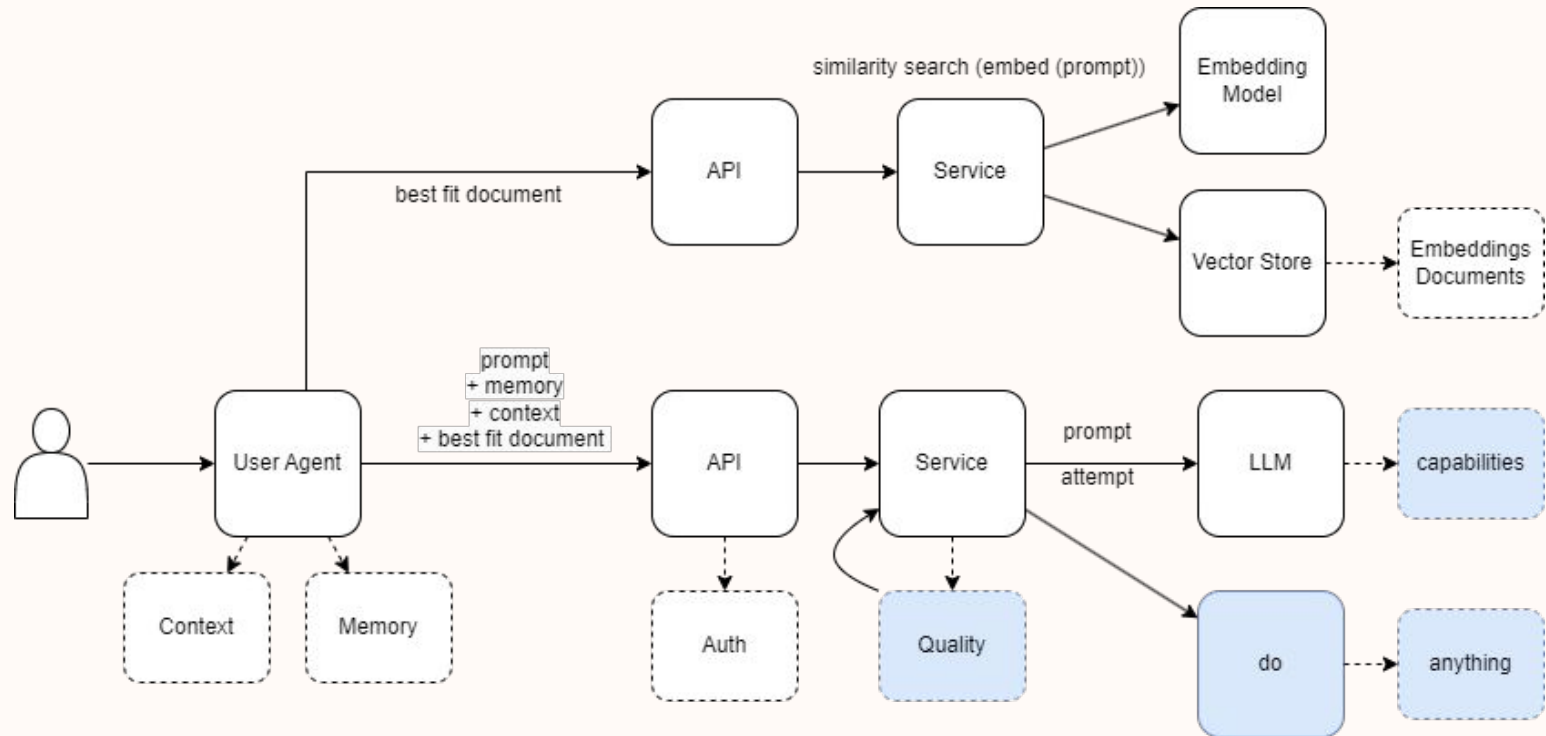 similarity search (embed (prompt))
Embedding
Model
API
Service
best fit document
Vector Store
Embeddings
Documents
prompt
+ memory
+ context
+ best fit document
User Agent
API
Service
prompt
attempt
LLM
capabilities
Context
Memory
Auth
Quality
do
anything